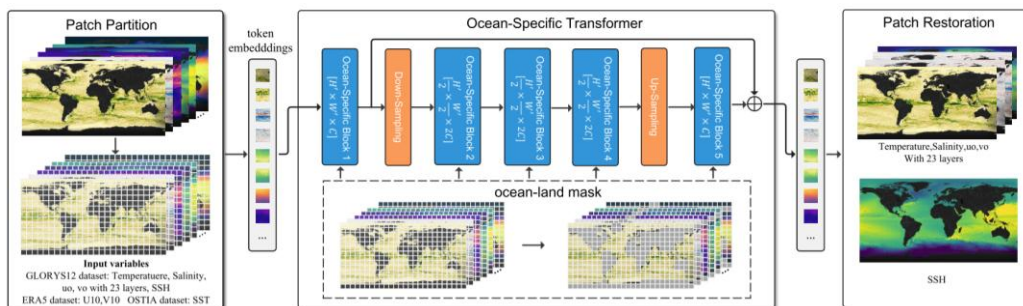 Patch Partition
Input variables
GLORYS12 dataset: Temperatuere, Salinity,
uo, vo with 23 layers, SSH
ERA5 dataset: U10,V10 OSTIA dataset: SST
token
embedddings
...
Ocean-Specific Transformer
Ocean-Specific Block 1
[H' × W' × C]
Down-Sampling
Ocean-Specific Block 2
[H'/2 × W'/2 × 2C]
Ocean-Specific Block 3
[H'/2 × W'/2 × 2C]
Ocean-Specific Block 4
[H'/2 × W'/2 × 2C]
Up-Sampling
Ocean-Specific Block 5
[H' × W' × C]
ocean-land mask
...
Patch Restoration
Temperature,Salinity,uo,vo
With 23 layers
SSH